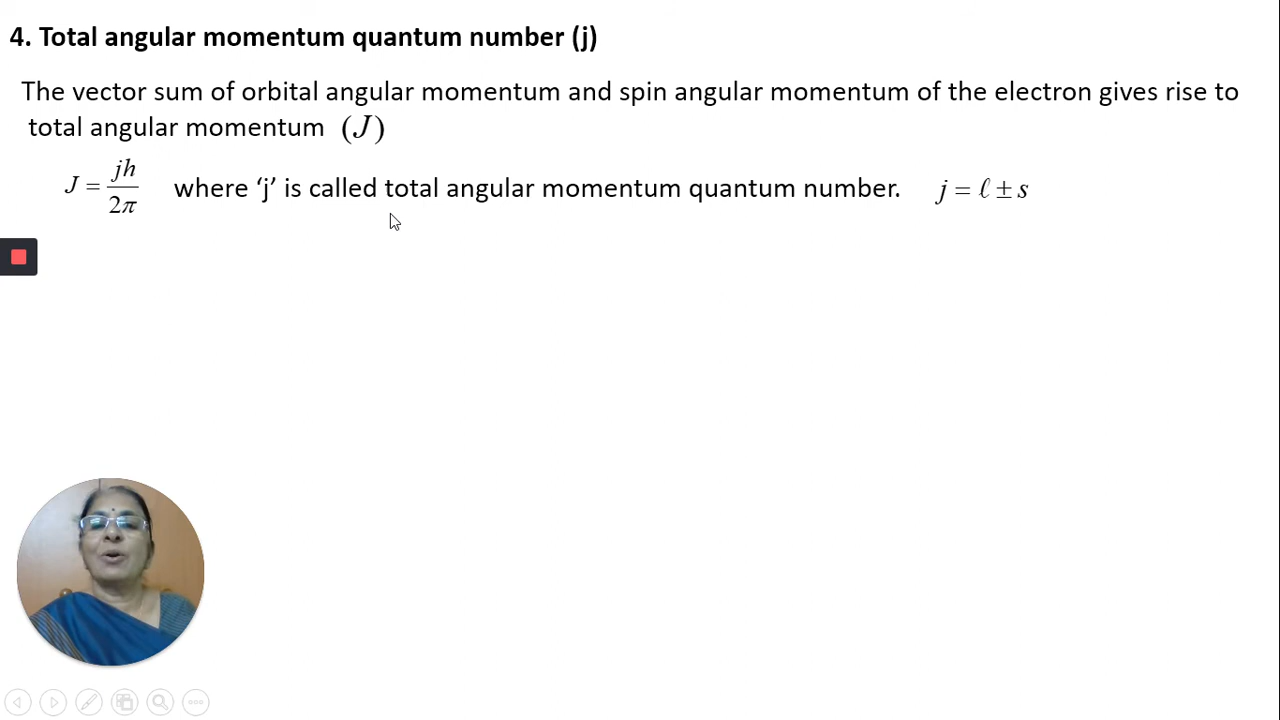 4. Total angular momentum quantum number (j)
The vector sum of orbital angular momentum and spin angular momentum of the electron gives rise to
total angular momentum (J)
J = jh/2π where ‘j’ is called total angular momentum quantum number. j = ℓ ± s